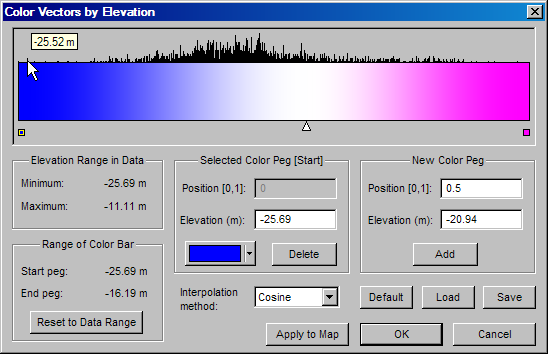 Color Vectors by Elevation
-25.52 m
Elevation Range in Data
Minimum: -25.69 m
Maximum: -11.11 m
Range of Color Bar
Start peg: -25.69 m
End peg: -16.19 m
Reset to Data Range
Selected Color Peg [Start]
Position [0,1]: 0
Elevation (m): -25.69
Delete
New Color Peg
Position [0,1]: 0.5
Elevation (m): -20.94
Add
Interpolation
method: Cosine
Default Load Save
Apply to Map OK Cancel